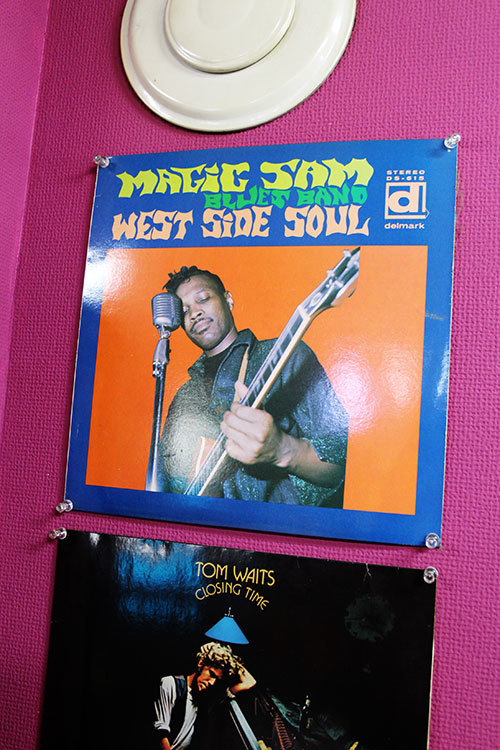 MAGIC SAM
BLUES BAND
WEST SIDE SOUL
STEREO
DS-615
d
delmark
TOM WAITS
CLOSING TIME